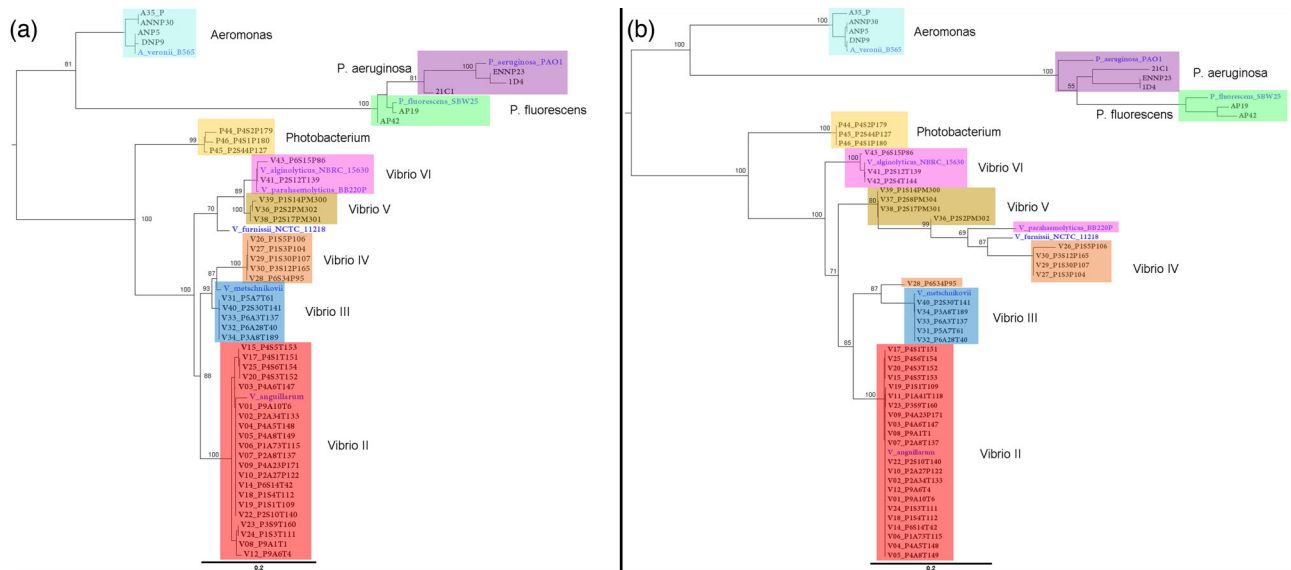 (a)
A35_P
ANNP30
ANP5
DNP9
A_veronii_B565
Aeromonas
81
P. aeruginosa
100
P_aeruginosa_PAO1
ENNP23
1D4
81
21C1
100
P_fluorescens_SBW25
AP19
AP42
P. fluorescens
99
P44_P4S2P179
P46_P4S1P180
P45_P2S44P127
Photobacterium
100
V43_P6S15P86
V_alginolyticus_NBRC_15630
V41_P2S12T139
V_parahaemolyticus_BB220P
Vibrio VI
89
70
100
V39_P1S14PM300
V36_P2S2PM302
V38_P2S17PM301
Vibrio V
V_furnissii_NCTC_11218
V26_P1S5P106
V27_P1S3P104
V29_P1S30P107
V30_P3S12P165
V28_P6S34P95
Vibrio IV
100
87
93
V_metschnikovii
V31_P5A7T61
V40_P2S30T141
V33_P6A3T137
V32_P6A28T40
V34_P3A8T189
Vibrio III
88
V15_P4S5T153
V17_P4S1T151
V25_P4S6T154
V20_P4S3T152
V03_P4A6T147
V_anguillarum
V01_P9A10T6
V02_P2A34T133
V04_P4A5T148
V05_P4A8T149
V06_P1A73T115
V07_P2A8T137
V09_P4A23P171
V10_P2A27P122
V14_P6S14T42
V18_P1S4T112
V19_P1S1T109
V22_P2S10T140
V23_P3S9T160
V24_P1S3T111
V08_P9A1T1
V12_P9A6T4
Vibrio II
100
0.2
(b)
A35_P
ANNP30
ANP5
DNP9
A_veronii_B565
Aeromonas
100
100
100
P_aeruginosa_PAO1
21C1
ENNP23
1D4
P. aeruginosa
55
P. fluorescens
P_fluorescens_SBW25
AP19
AP42
100
P44_P4S2P179
P45_P2S44P127
P46_P4S1P180
Photobacterium
100
100
V43_P6S15P86
V_alginolyticus_NBRC_15630
V41_P2S12T139
V42_P2S4T144
Vibrio VI
80
V39_P1S14PM300
V37_P2S8PM304
V38_P2S17PM301
V36_P2S2PM302
Vibrio V
99
69
87
V_parahaemolyticus_BB220P
V_furnissii_NCTC_11218
V26_P1S5P106
V30_P3S12P165
V29_P1S30P107
V27_P1S3P104
Vibrio IV
100
71
87
V28_P6S34P95
V_metschnikovii
V40_P2S30T141
V34_P3A8T189
V33_P6A3T137
V31_P5A7T61
V32_P6A28T40
Vibrio III
100
85
V17_P4S1T151
V25_P4S6T154
V20_P4S3T152
V15_P4S5T153
V19_P1S1T109
V11_P1A41T118
V23_P3S9T160
V09_P4A23P171
V03_P4A6T147
V08_P9A1T1
V07_P2A8T137
V_anguillarum
V22_P2S10T140
V10_P2A27P122
V02_P2A34T133
V12_P9A6T4
V01_P9A10T6
V24_P1S3T111
V18_P1S4T112
V14_P6S14T42
V06_P1A73T115
V04_P4A5T148
V05_P4A8T149
Vibrio II
100
0.2